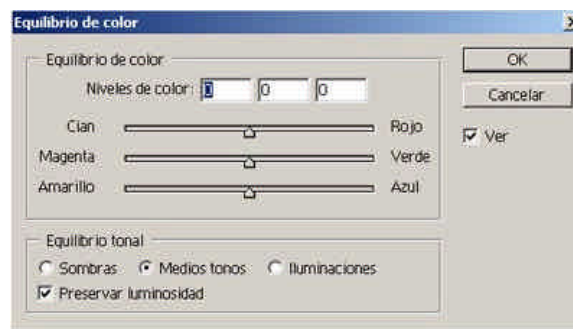 Equilibrio de color
Equilibrio de color
Niveles de color: 0 0 0
Cian Rojo
Magenta Verde
Amarillo Azul
Equilibrio tonal
Sombras Medios tonos Iluminaciones
Preservar luminosidad
OK
Cancelar
Ver